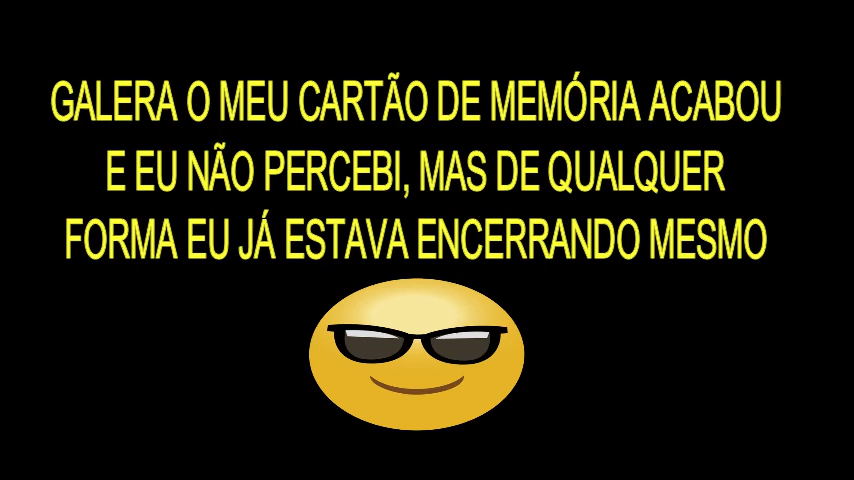 GALERA O MEU CARTÃO DE MEMÓRIA ACABOU
E EU NÃO PERCEBI, MAS DE QUALQUER
FORMA EU JÁ ESTAVA ENCERRANDO MESMO